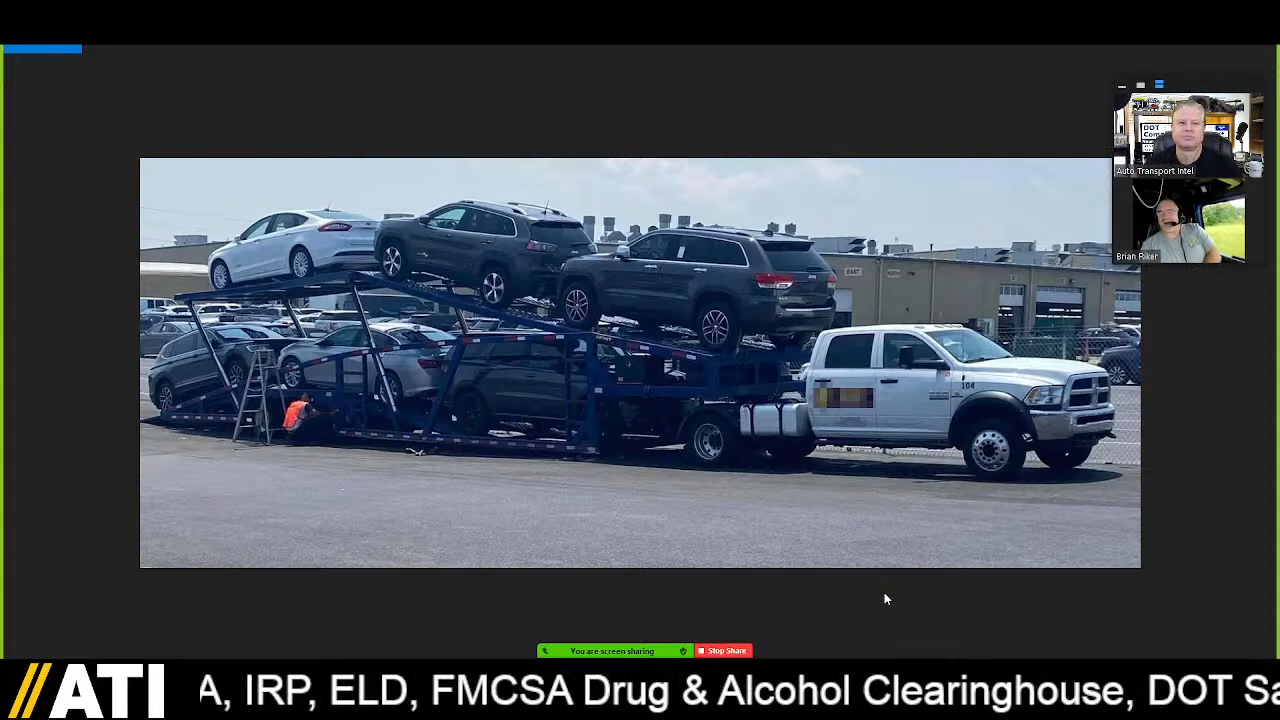 DOT
Auto Transport Intel
Brian Riker
EAST
104
You are screen sharing
Stop Share
//ATI
A, IRP, ELD, FMCSA Drug & Alcohol Clearinghouse, DOT Sa